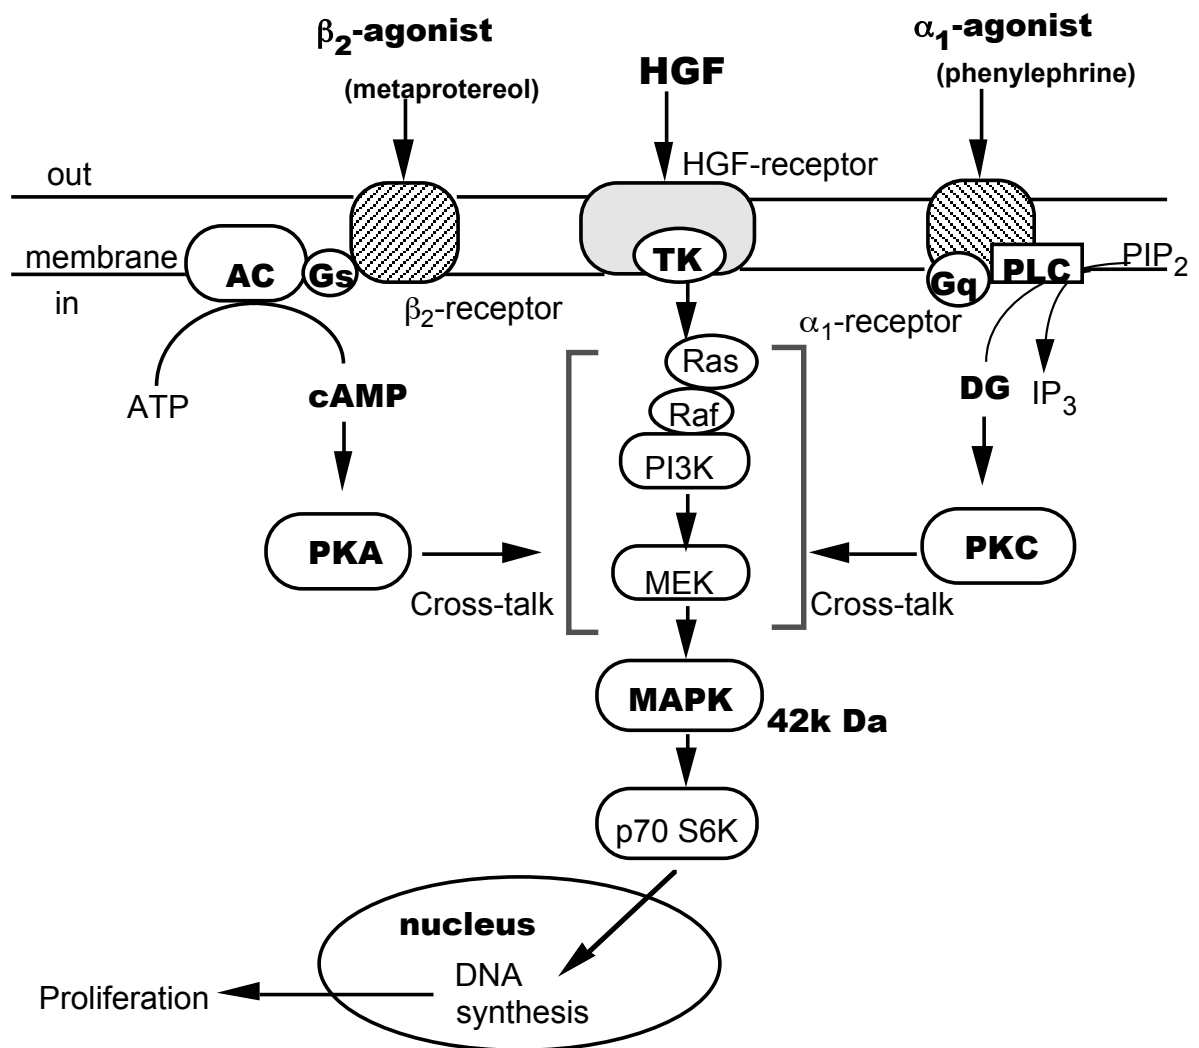 β2-agonist
(metaprotereol)
HGF
α1-agonist
(phenylephrine)
HGF-receptor
out
membrane
in
AC
Gs
TK
Gq
PLC
PIP2
β2-receptor
α1-receptor
ATP
cAMP
Ras
Raf
PI3K
DG
IP3
PKA
Cross-talk
MEK
PKC
Cross-talk
MAPK
42k Da
p70 S6K
nucleus
DNA
synthesis
Proliferation